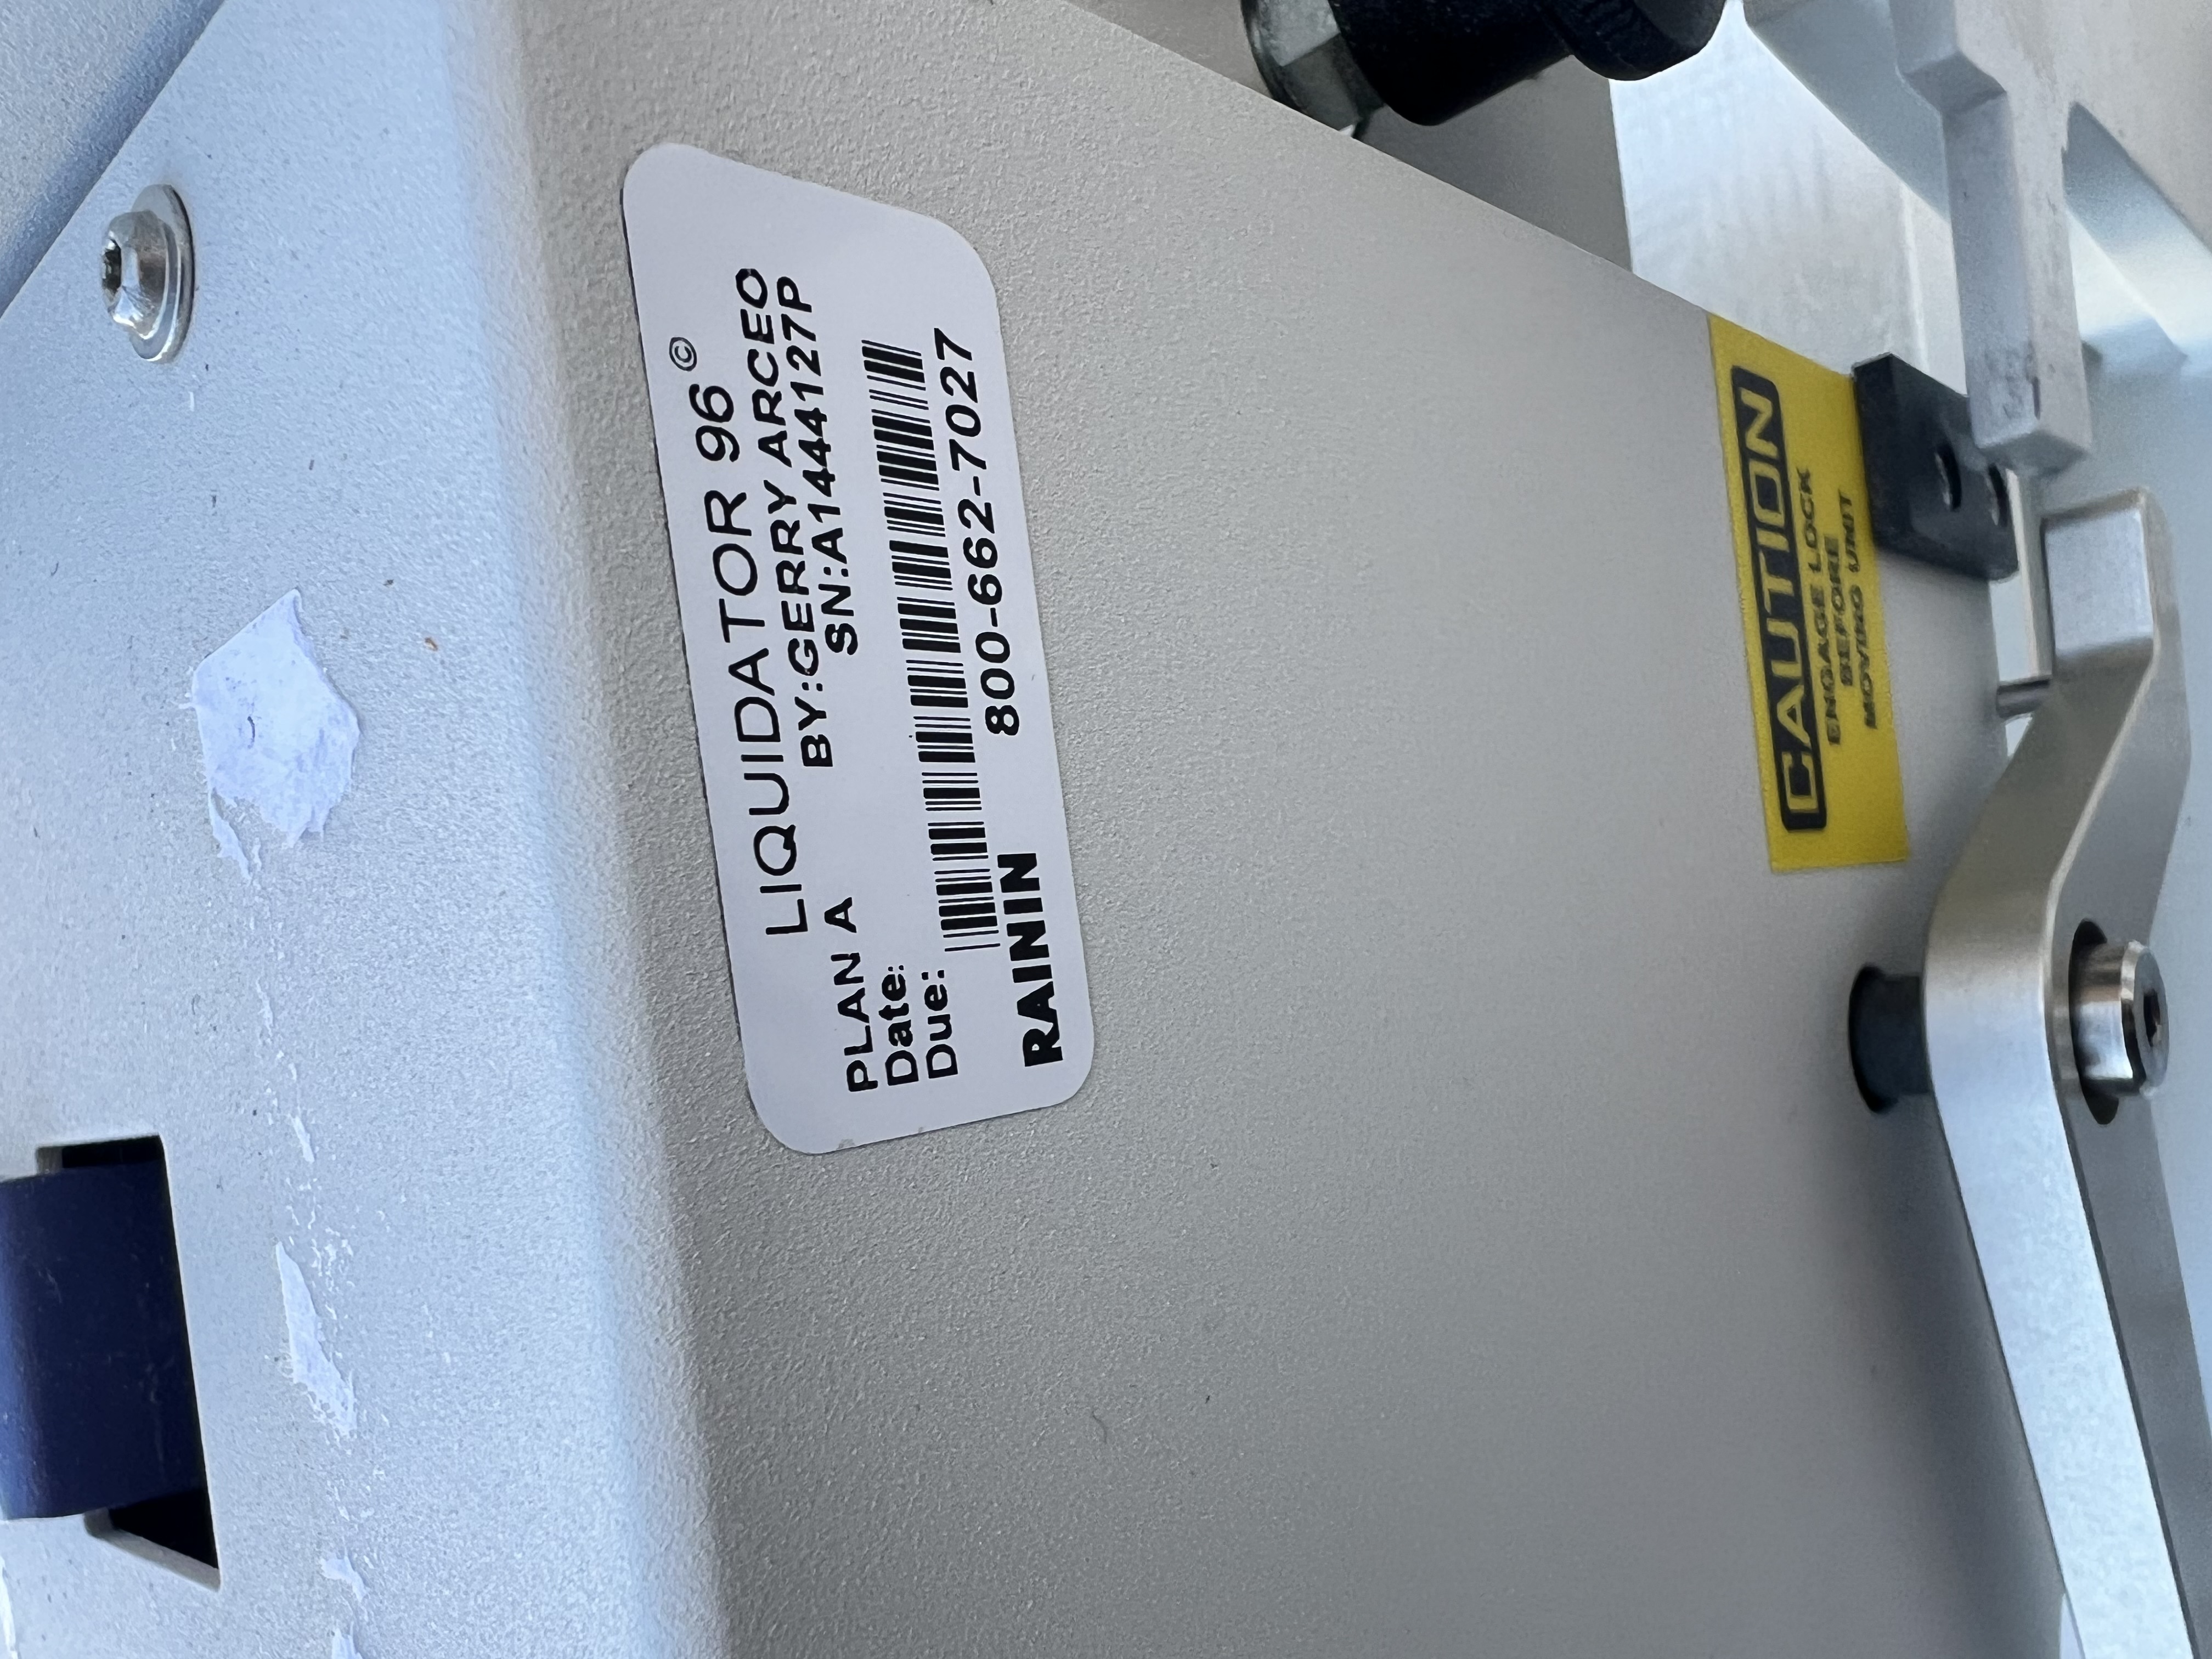 LIQUIDATOR 96©
PLAN A BY:GERRY ARCEO
Date: SN:A1444127P
Due:
RAININ 800-662-7027
CAUTION
ENGAGE LOCK
BEFORE
MOVING UNIT